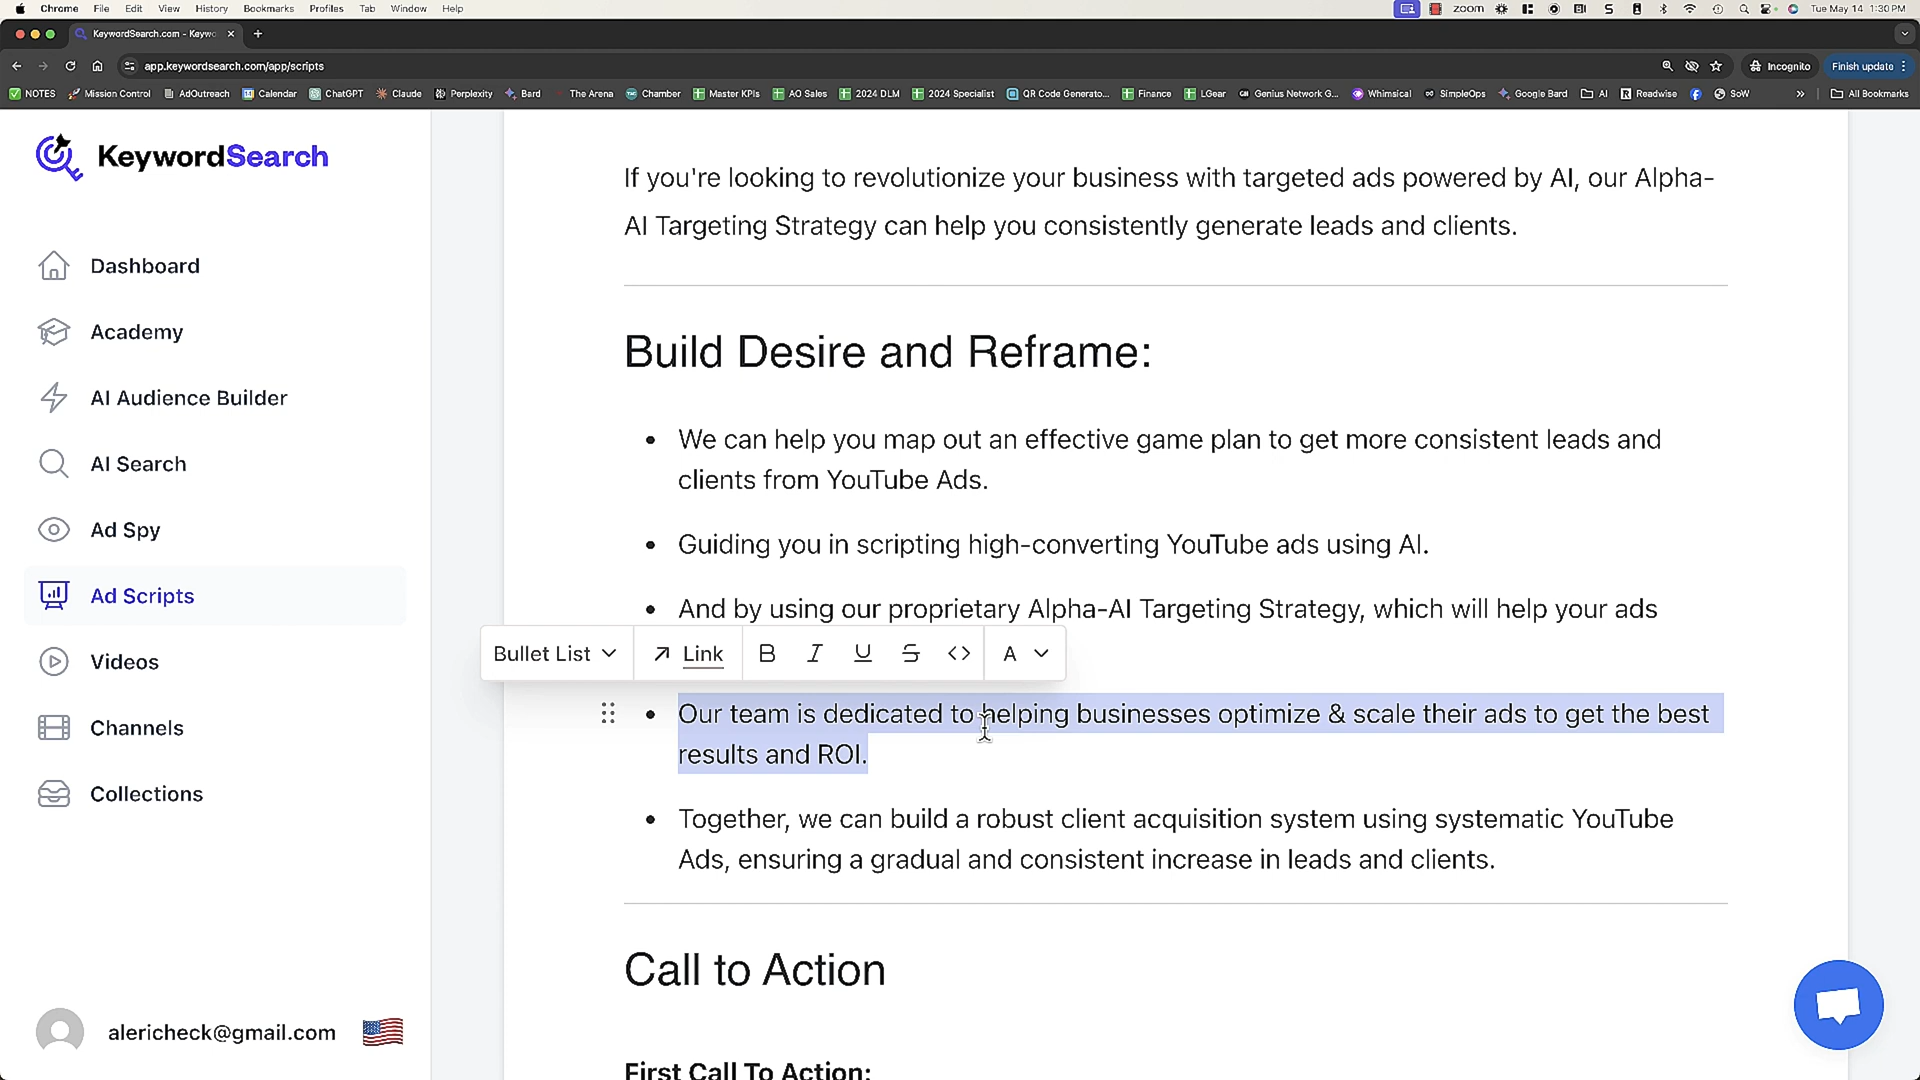 Chrome File Edit View History Bookmarks Profiles Tab Window Help zoom Tue May 14 1:30 PM
KeywordSearch.com - Keywo
app.keywordsearch.com/app/scripts Incognito Finish update
NOTES Mission Control AdOutreach Calendar ChatGPT Claude Perplexity Bard The Arena Chamber Master KPIs AO Sales 2024 DLM 2024 Specialist QR Code Generato... Finance LGear Genius Network G... Whimsical SimpleOps Google Bard AI Readwise SoW All Bookmarks
KeywordSearch
Dashboard
Academy
AI Audience Builder
AI Search
Ad Spy
Ad Scripts
Videos
Channels
Collections
alericheck@gmail.com
If you're looking to revolutionize your business with targeted ads powered by AI, our Alpha-
AI Targeting Strategy can help you consistently generate leads and clients.
Build Desire and Reframe:
• We can help you map out an effective game plan to get more consistent leads and
clients from YouTube Ads.
• Guiding you in scripting high-converting YouTube ads using AI.
• And by using our proprietary Alpha-AI Targeting Strategy, which will help your ads
Bullet List Link B I U S <> A
• Our team is dedicated to helping businesses optimize & scale their ads to get the best
results and ROI.
• Together, we can build a robust client acquisition system using systematic YouTube
Ads, ensuring a gradual and consistent increase in leads and clients.
Call to Action
First Call To Action: